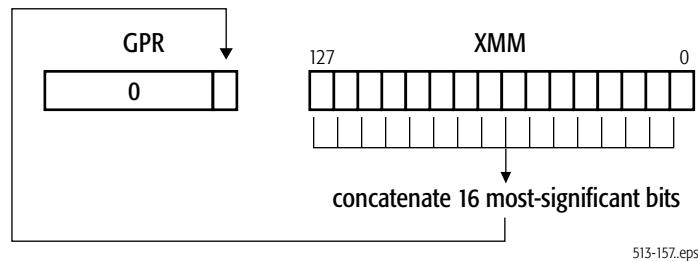 GPR
XMM
127
0
0
concatenate 16 most-significant bits
513-157.eps